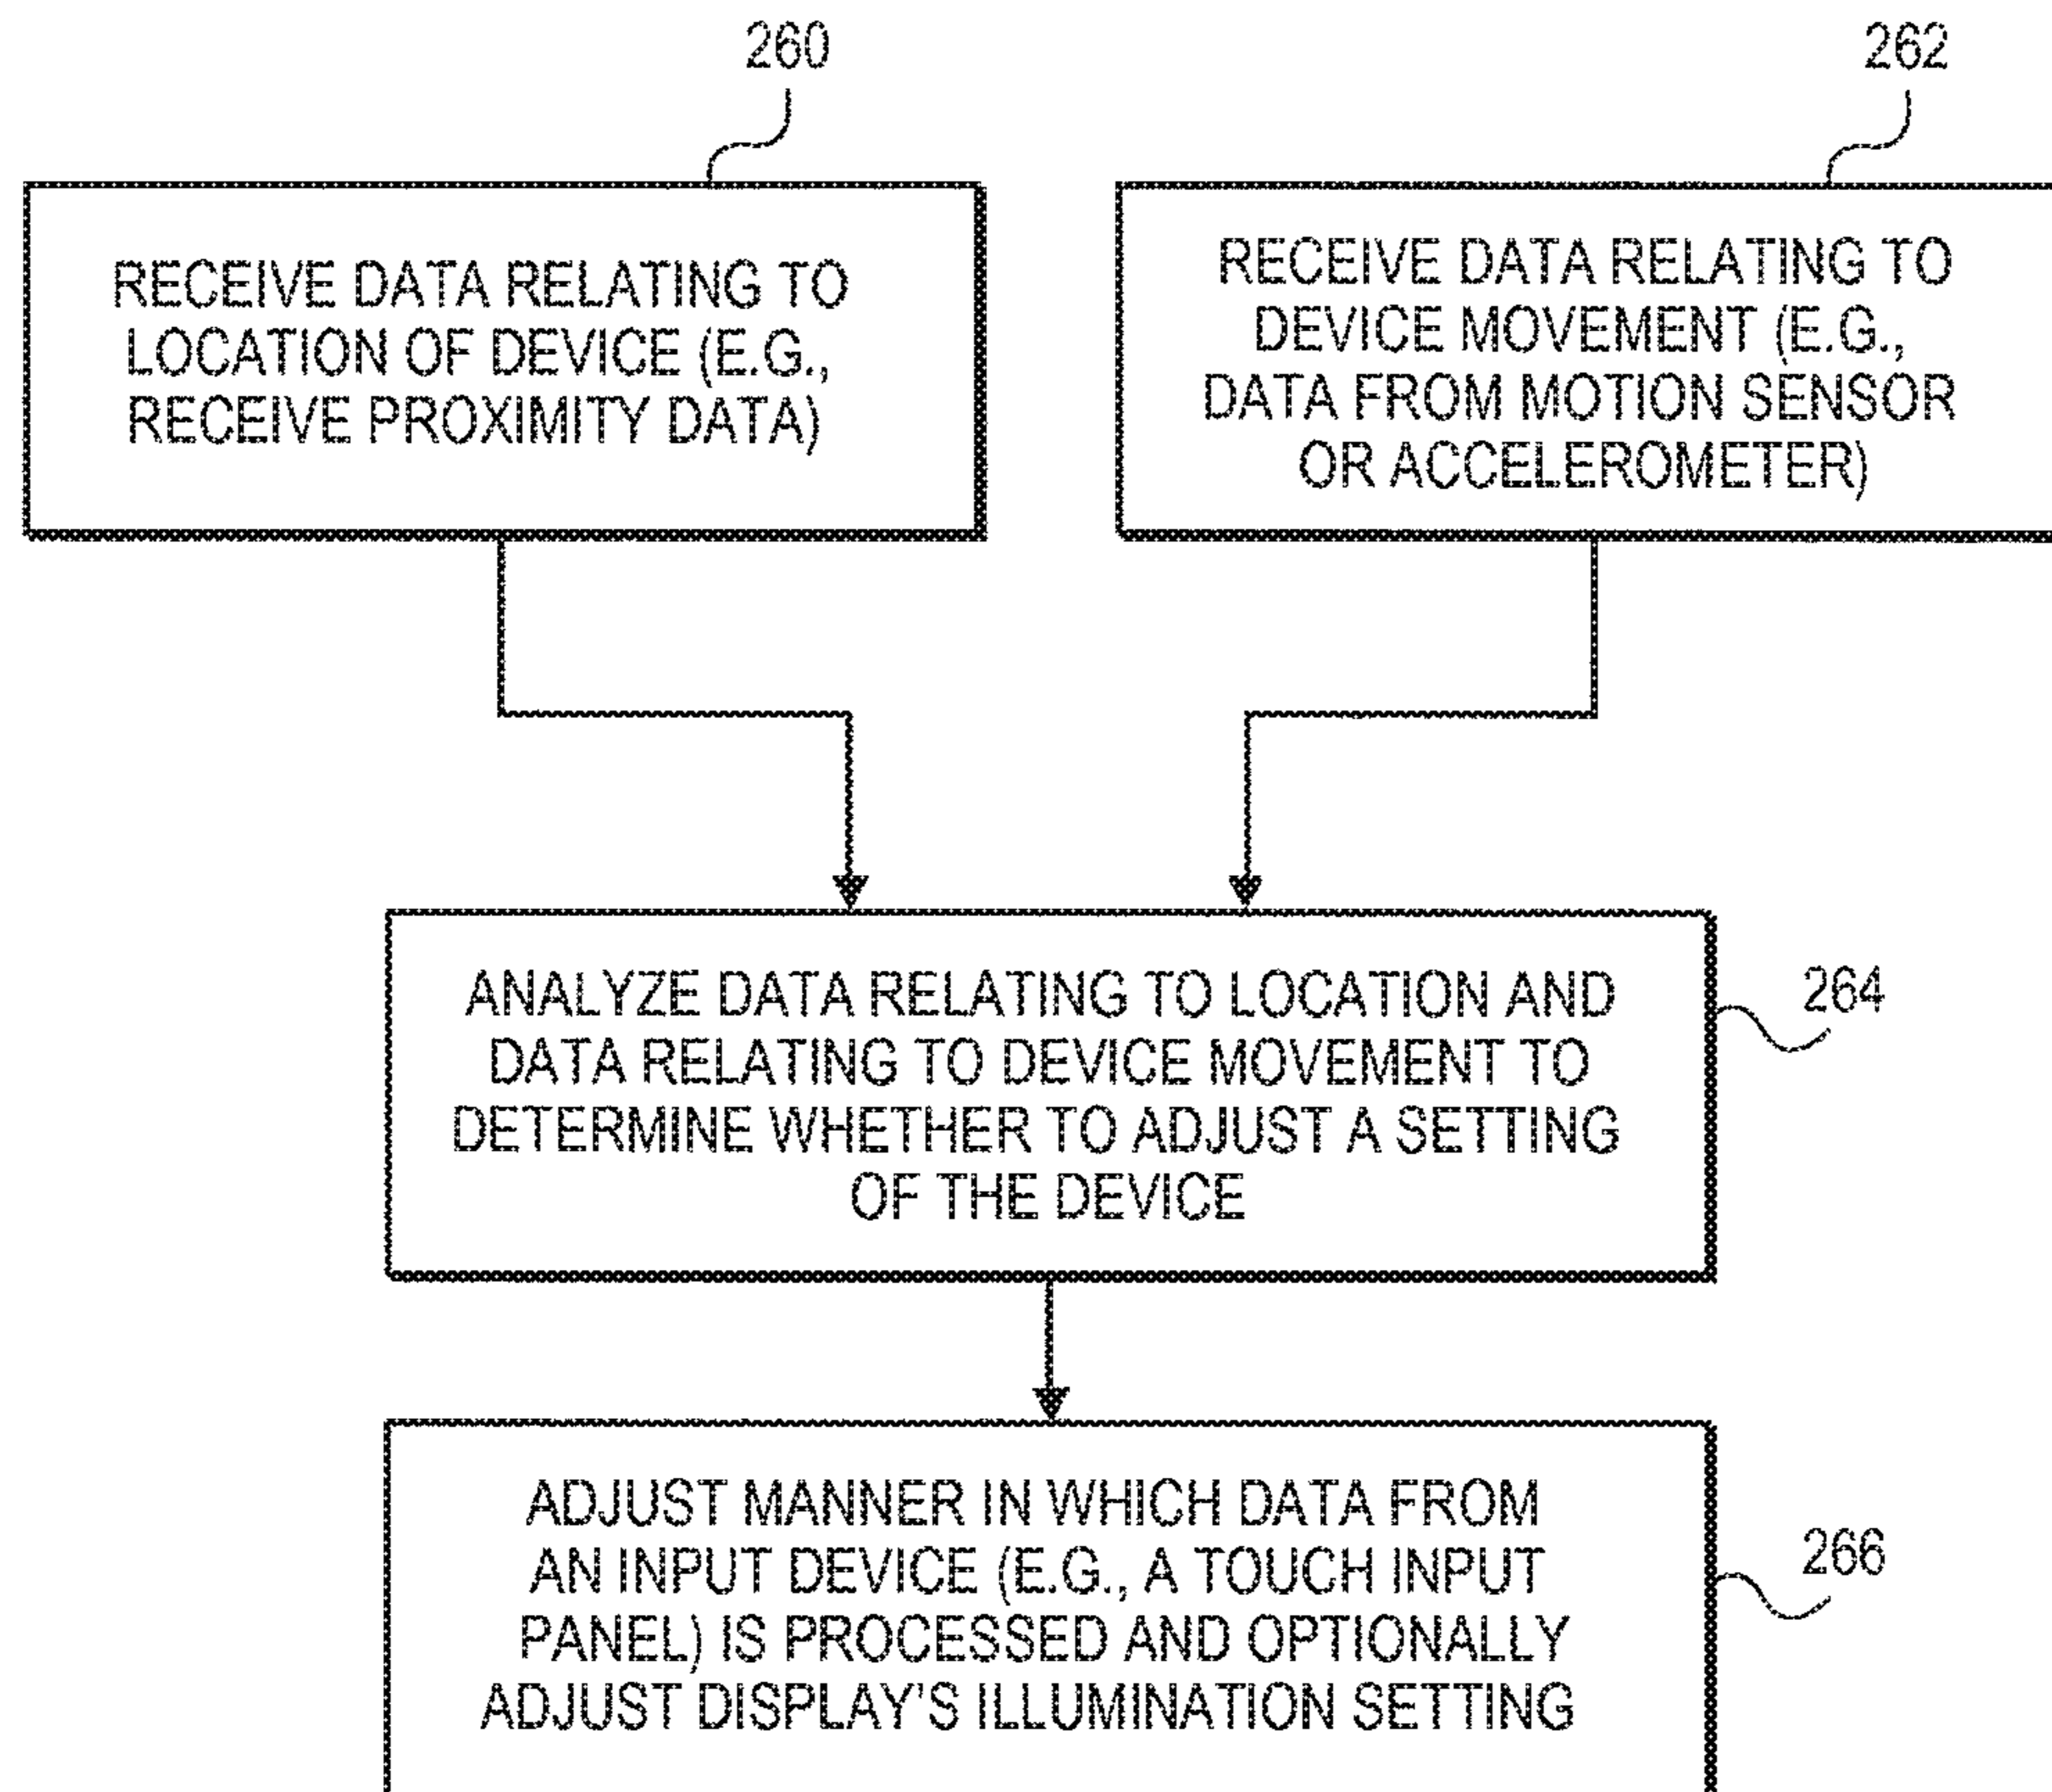 260
262
RECEIVE DATA RELATING TO
LOCATION OF DEVICE (E.G.,
RECEIVE PROXIMITY DATA)
RECEIVE DATA RELATING TO
DEVICE MOVEMENT (E.G.,
DATA FROM MOTION SENSOR
OR ACCELEROMETER)
ANALYZE DATA RELATING TO LOCATION AND
DATA RELATING TO DEVICE MOVEMENT TO
DETERMINE WHETHER TO ADJUST A SETTING
OF THE DEVICE
264
ADJUST MANNER IN WHICH DATA FROM
AN INPUT DEVICE (E.G., A TOUCH INPUT
PANEL) IS PROCESSED AND OPTIONALLY
ADJUST DISPLAY'S ILLUMINATION SETTING
266